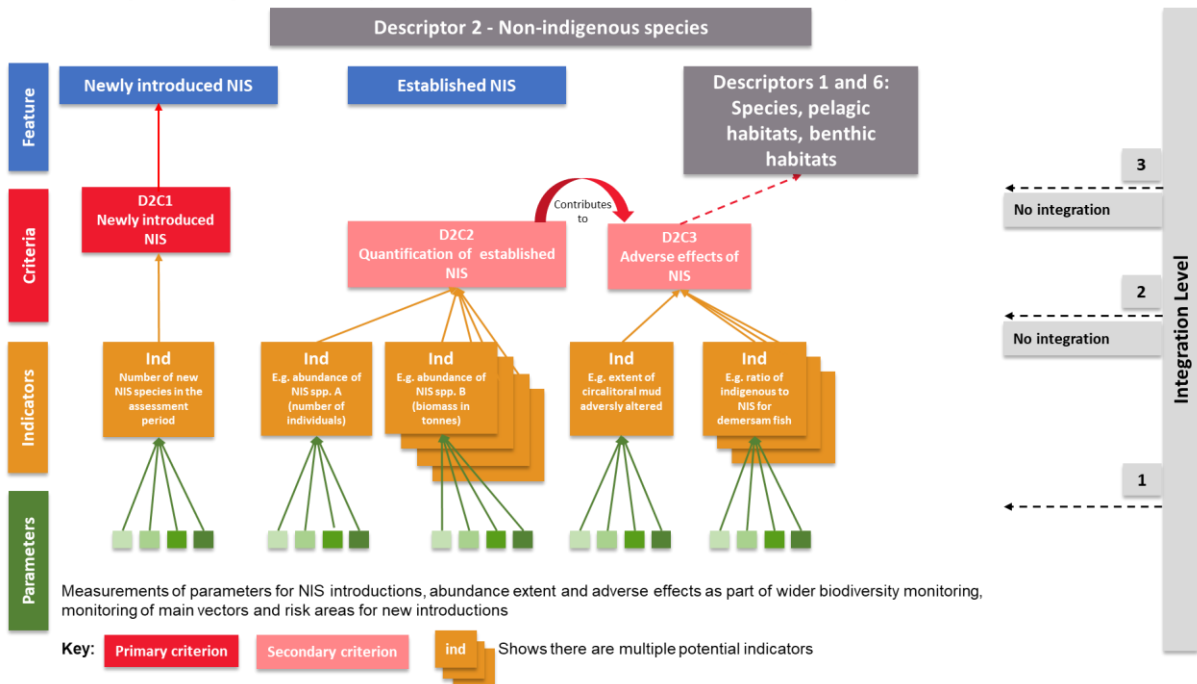 Descriptor 2 - Non-indigenous species
Feature
Newly introduced NIS
Established NIS
Descriptors 1 and 6:
Species, pelagic
habitats, benthic
habitats
3
No integration
Criteria
D2C1
Newly introduced
NIS
Contributes
to
D2C2
Quantification of established
NIS
D2C3
Adverse effects of
NIS
2
No integration
Integration Level
Indicators
Ind
Number of new
NIS species in the
assessment
period
Ind
E.g. abundance of
NIS spp. A
(number of
individuals)
Ind
E.g. abundance of
NIS spp. B
(biomass in
tonnes)
Ind
E.g. extent of
circalitoral mud
adversly altered
Ind
E.g. ratio of
indigenous to
NIS for
demersam fish
1
Parameters
Measurements of parameters for NIS introductions, abundance extent and adverse effects as part of wider biodiversity monitoring,
monitoring of main vectors and risk areas for new introductions
Key:
Primary criterion
Secondary criterion
ind
Shows there are multiple potential indicators